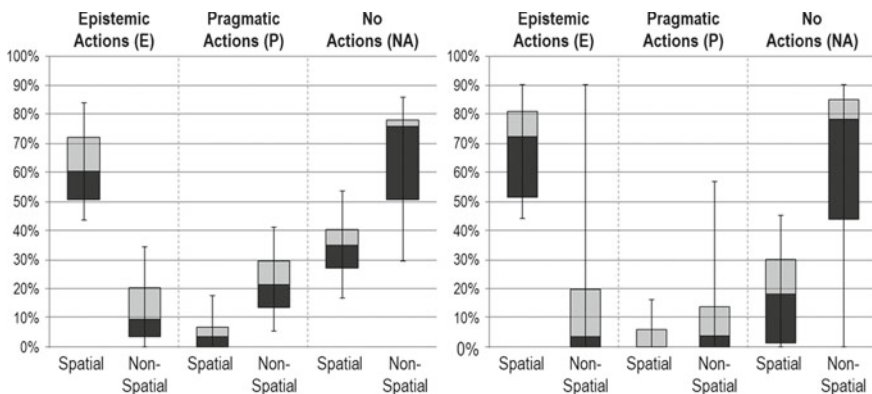 Epistemic Pragmatic No
Actions (E) Actions (P) Actions (NA)
100%
90%
80%
70%
60%
50%
40%
30%
20%
10%
0%
Spatial Non- Spatial Non- Spatial Non-
Spatial Spatial Spatial
Epistemic Pragmatic No
Actions (E) Actions (P) Actions (NA)
100%
90%
80%
70%
60%
50%
40%
30%
20%
10%
0%
Spatial Non- Spatial Non- Spatial Non-
Spatial Spatial Spatial